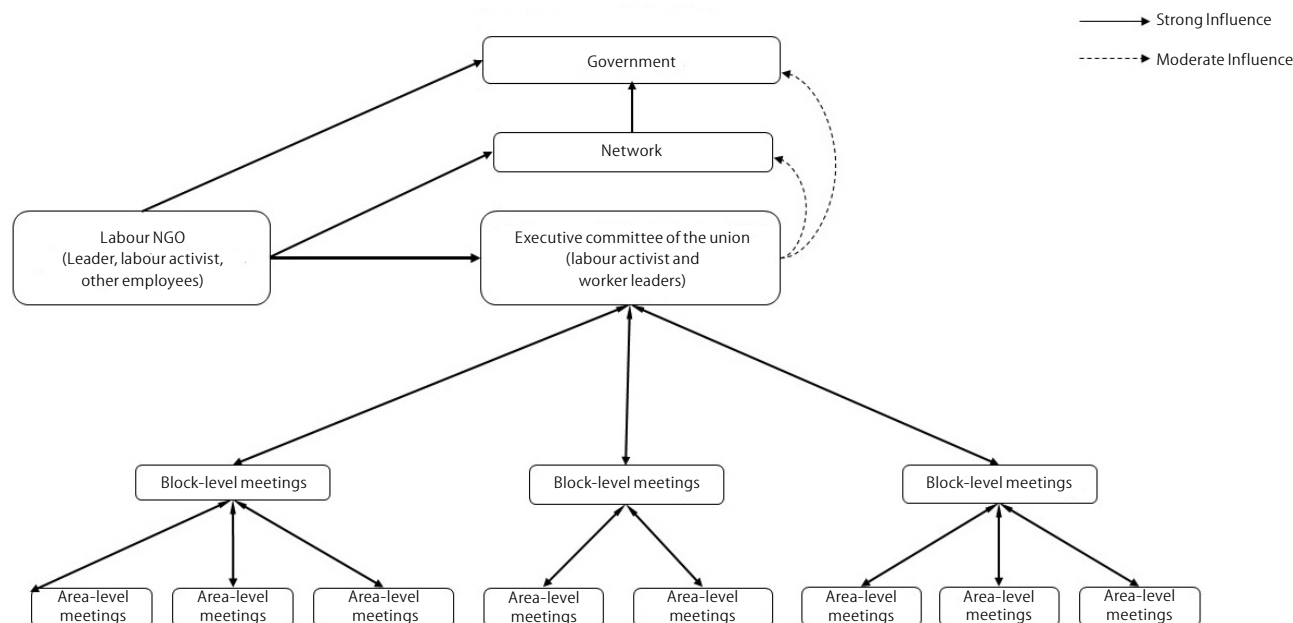 Strong Influence
Moderate Influence
Government
Network
Labour NGO
(Leader, labour activist,
other employees)
Executive committee of the union
(labour activist and
worker leaders)
Block-level meetings
Block-level meetings
Block-level meetings
Area-level
meetings
Area-level
meetings
Area-level
meetings
Area-level
meetings
Area-level
meetings
Area-level
meetings
Area-level
meetings
Area-level
meetings